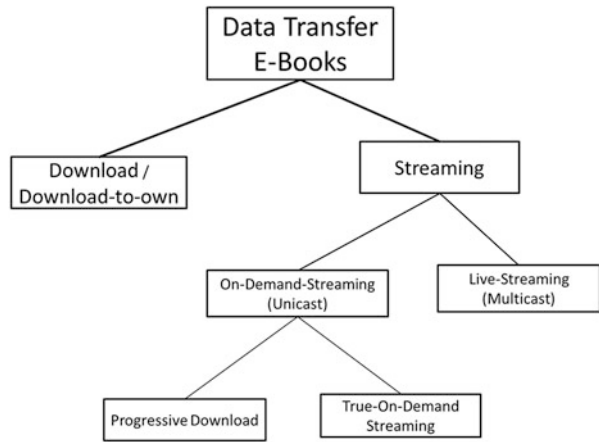 Data Transfer
E-Books
Download /
Download-to-own
Streaming
On-Demand-Streaming
(Unicast)
Live-Streaming
(Multicast)
Progressive Download
True-On-Demand
Streaming